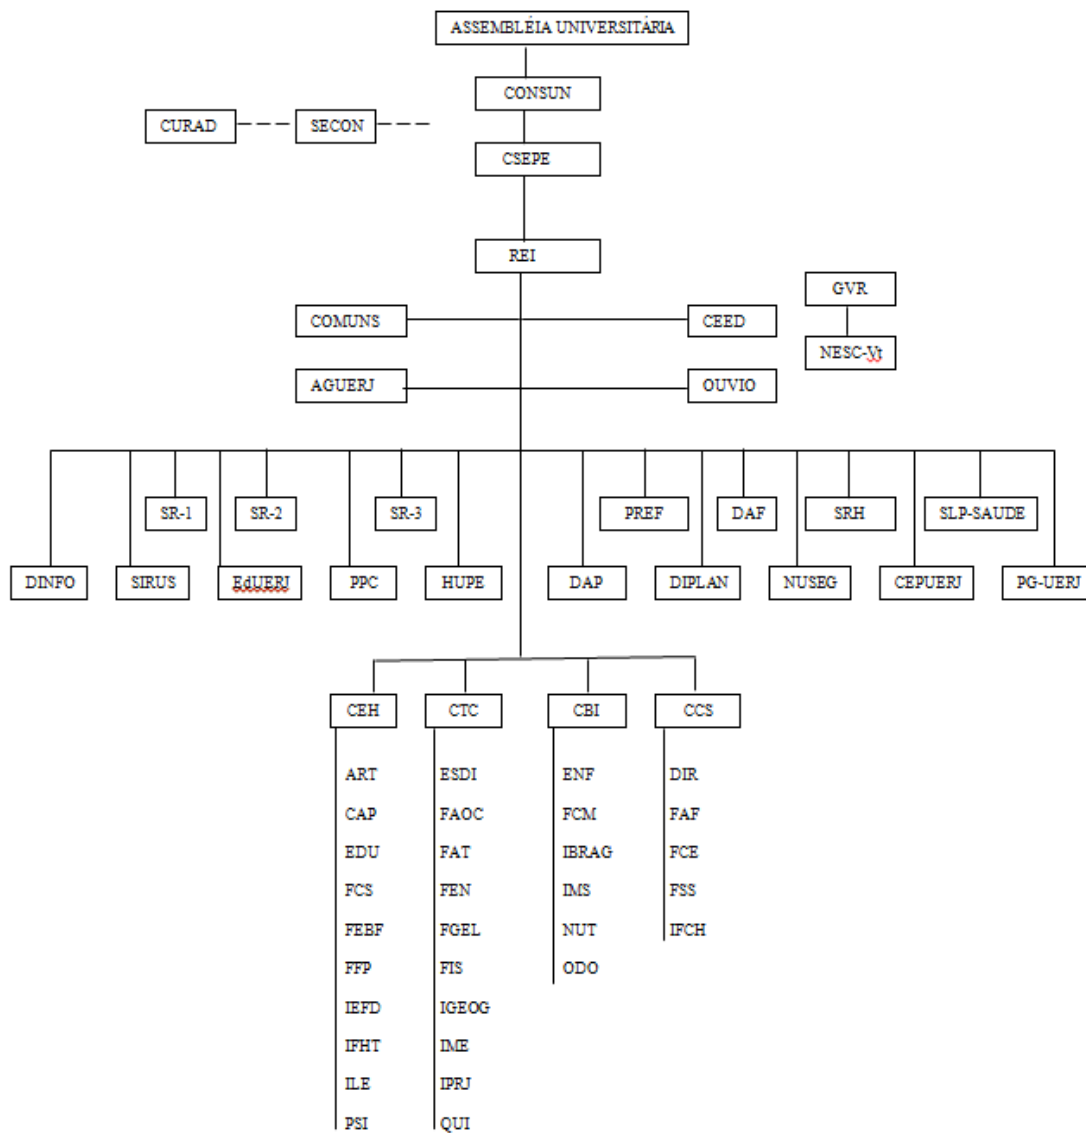 ASSEMBLÉIA UNIVERSITÁRIA
CONSUN
CURAD SECON
CSEPE
REI
GVR
COMUNS CEED
NESC-Vt
AGUERJ OUVIO
SR-1 SR-2 SR-3 PREF DAF SRH SLP-SAUDE
DINFO SIRUS EdUERJ PPC HUPE DAP DIPLAN NUSEG CEPUERJ PG-UERJ
CEH CTC CBI CCS
ART ESDI ENF DIR
CAP FAOC FCM FAF
EDU FAT IBRAG FCE
FCS FEN IMS FSS
FEBF FGEL NUT IFCH
FFP FIS ODO
IEFD IGEOG
IFHT IME
ILE IPRJ
PSI QUI